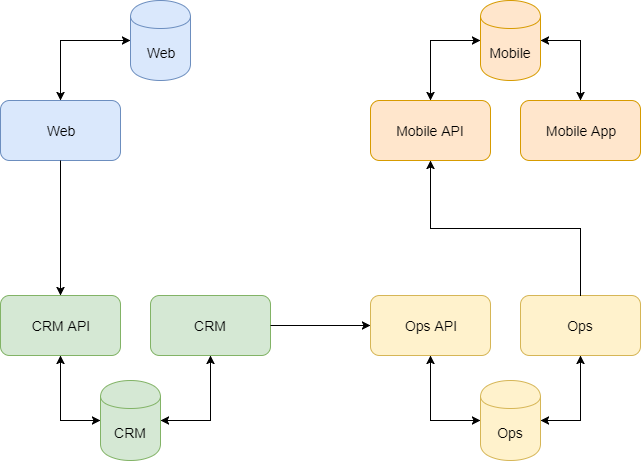 Web
Mobile
Web
Mobile API
Mobile App
CRM API
CRM
Ops API
Ops
CRM
Ops